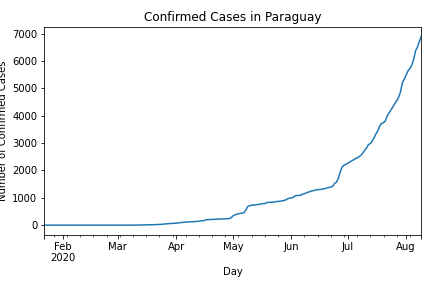 Confirmed Cases in Paraguay
Number of Confirmed Cases
7000
6000
5000
4000
3000
2000
1000
0
Feb Mar Apr May Jun Jul Aug
2020
Day